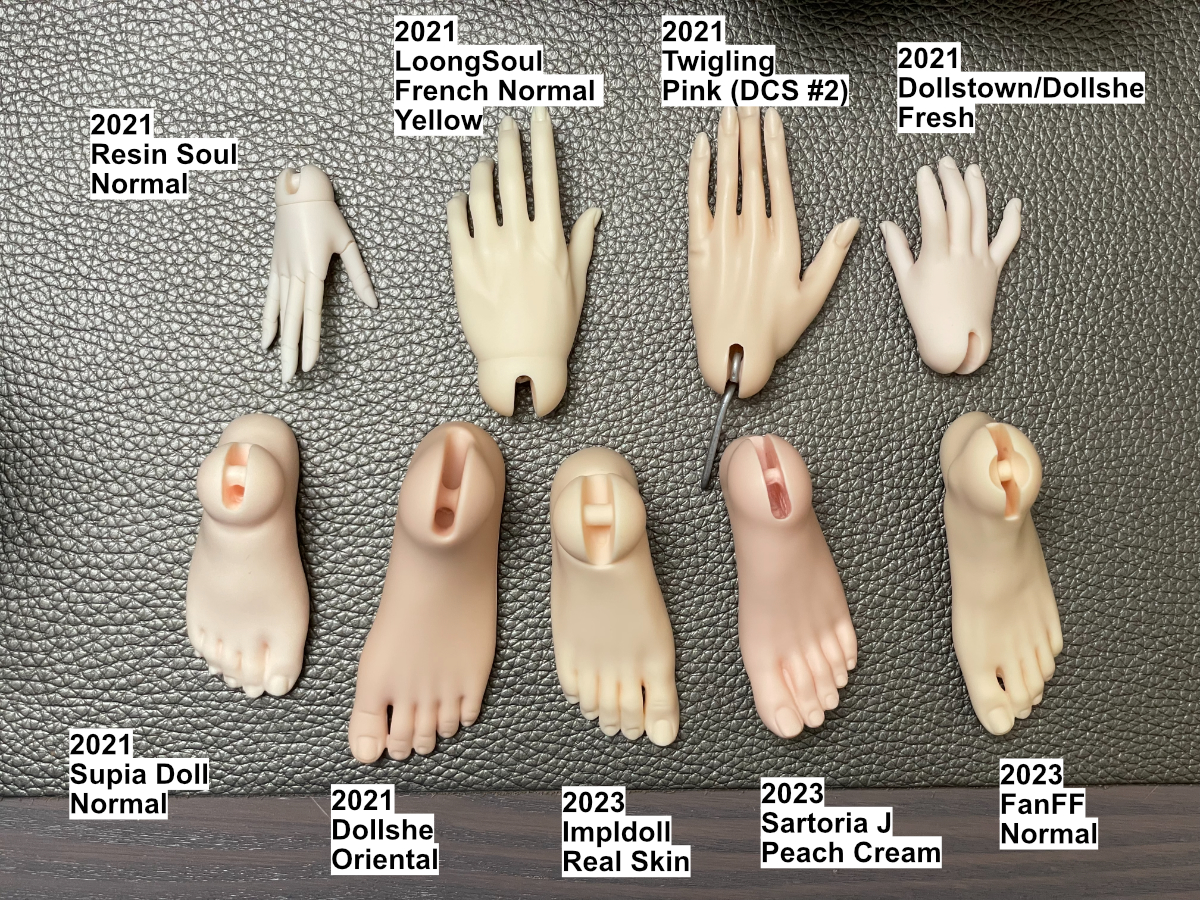 2021
LoongSoul
French Normal
Yellow
2021
Twigling
Pink (DCS #2)
2021
Dollstown/Dollshe
Fresh
2021
Resin Soul
Normal
2021
Supia Doll
Normal
2021
Dollshe
Oriental
2023
Impldoll
Real Skin
2023
Sartoria J
Peach Cream
2023
FanFF
Normal